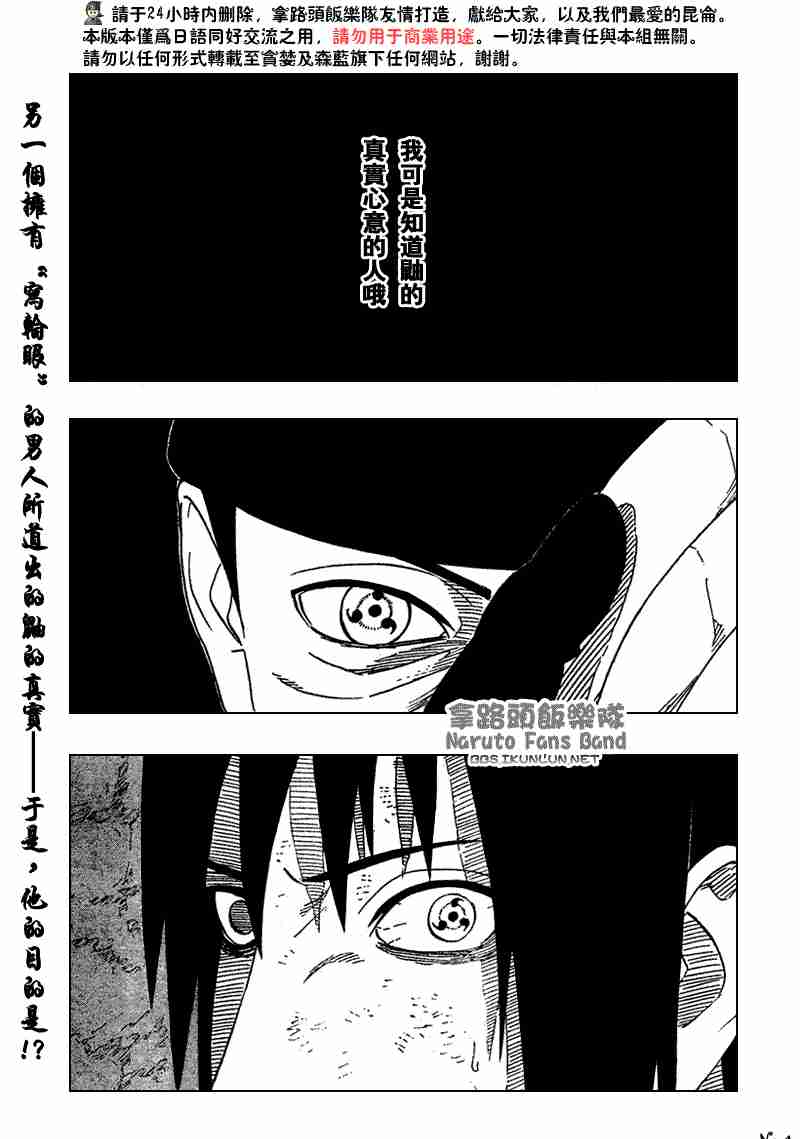 請于24小時内删除，拿路頭飯樂隊友情打造，獻給大家，以及我們最愛的昆侖。
本版本僅爲日語同好交流之用，請勿用于商業用途。一切法律責任與本組無關。
請勿以任何形式轉載至貪婪及森藍旗下任何網站，謝謝。
我可是知道鼬的
真實心意的人哦
另一個擁有“寫輪眼”的男人所道出的鼬的真實——于是，他的目的是!?
拿路頭飯樂隊
Naruto Fans Band
BBS.IKUNLUN.NET